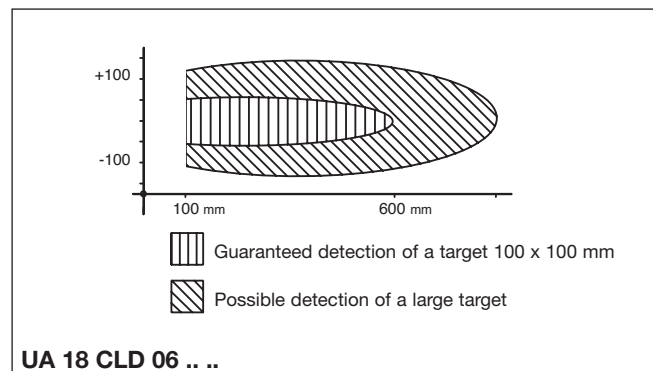 +100
-100
100 mm
600 mm
Guaranteed detection of a target 100 x 100 mm
Possible detection of a large target
UA 18 CLD 06 .. ..